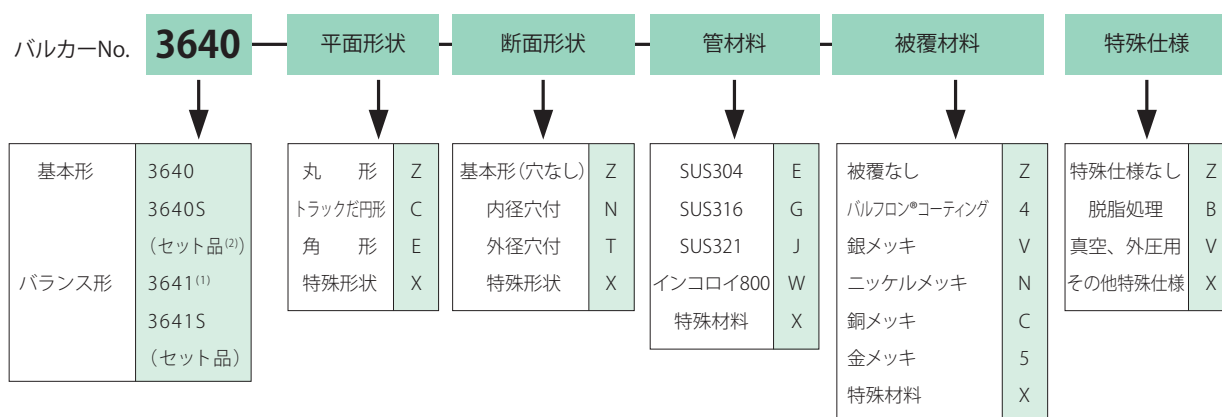 バルカーNo. 3640 平面形状 断面形状 管材料 被覆材料 特殊仕様
基本形 3640
3640S
(セット品(2))
バランス形 3641(1)
3641S
(セット品)
丸 形 Z
トラックだ円形 C
角 形 E
特殊形状 X
基本形(穴なし) Z
内径穴付 N
外径穴付 T
特殊形状 X
SUS304 E
SUS316 G
SUS321 J
インコロイ800 W
特殊材料 X
被覆なし Z
バルフロン®コーティング 4
銀メッキ V
ニッケルメッキ N
銅メッキ C
金メッキ 5
特殊材料 X
特殊仕様なし Z
脱脂処理 B
真空、外圧用 V
その他特殊仕様 X